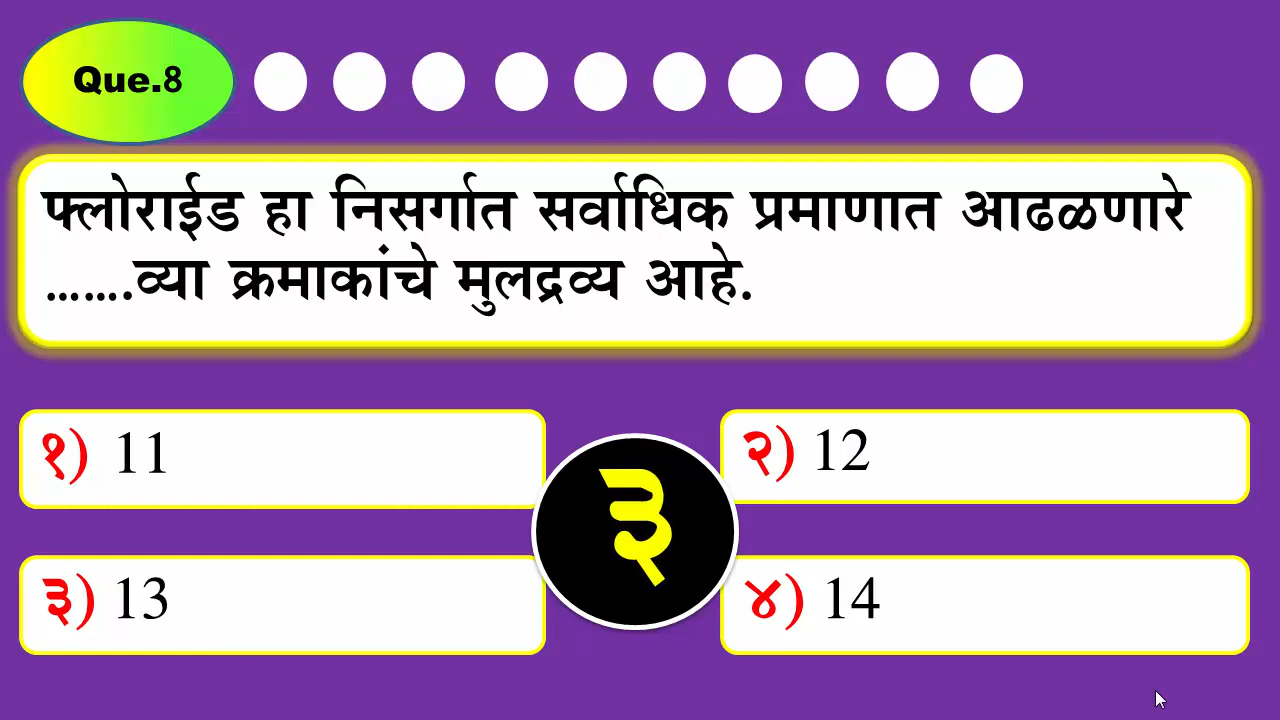 Que.8
फ्लोराईड हा निसर्गात सर्वाधिक प्रमाणात आढळणारे
.......व्या क्रमाकांचे मुलद्रव्य आहे.
१) 11
२) 12
३
३) 13
४) 14